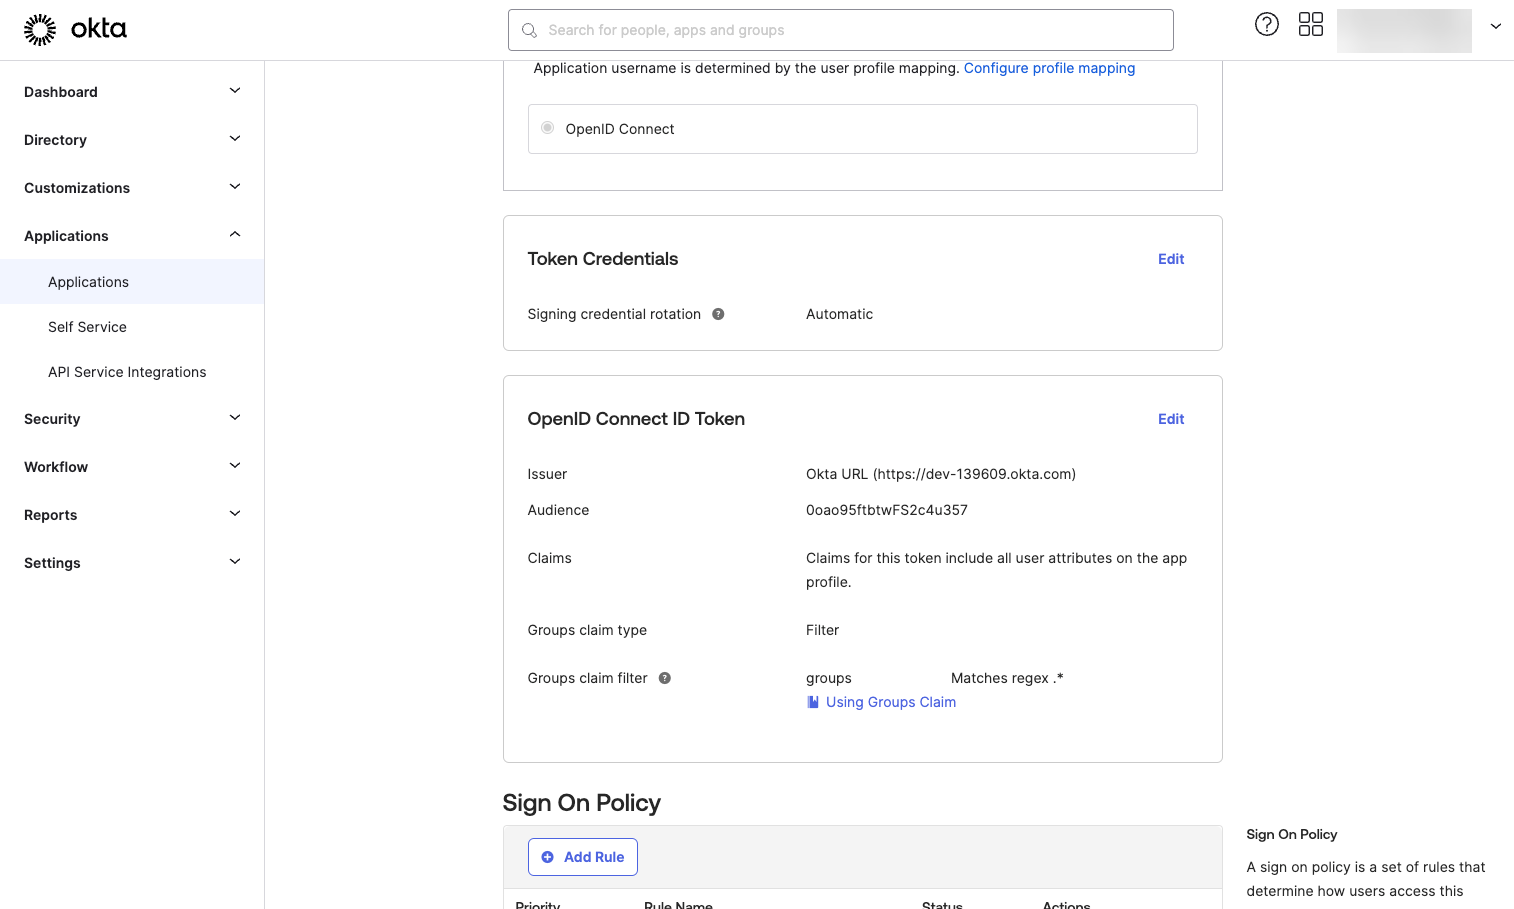 okta
Search for people, apps and groups
Dashboard
Directory
Customizations
Applications
Applications
Self Service
API Service Integrations
Security
Workflow
Reports
Settings
Application username is determined by the user profile mapping. Configure profile mapping
OpenID Connect
Token Credentials
Edit
Signing credential rotation ?
Automatic
OpenID Connect ID Token
Edit
Issuer
Okta URL (https://dev-139609.okta.com)
Audience
0oao95ftbtwFS2c4u357
Claims
Claims for this token include all user attributes on the app
profile.
Groups claim type
Filter
Groups claim filter ?
groups
Matches regex .*
Using Groups Claim
Sign On Policy
Add Rule
Priority
Rule Name
Status
Actions
Sign On Policy
A sign on policy is a set of rules that
determine how users access this